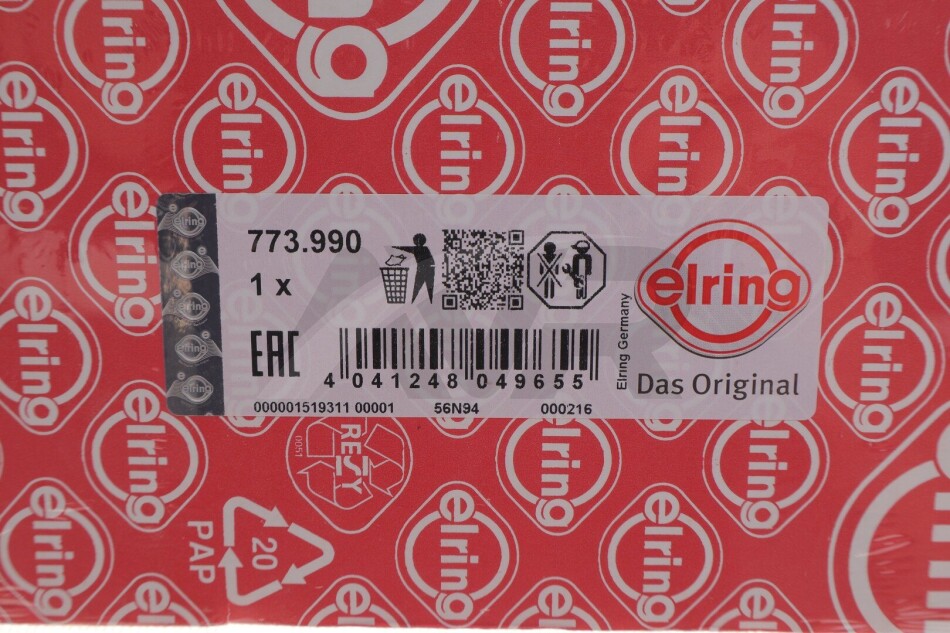 773.990
1 x
EAC
4 041248 049655
000001519311 00001 56N94 000216
Elring Germany
elring
Das Original
RESY
0051
20
PAP